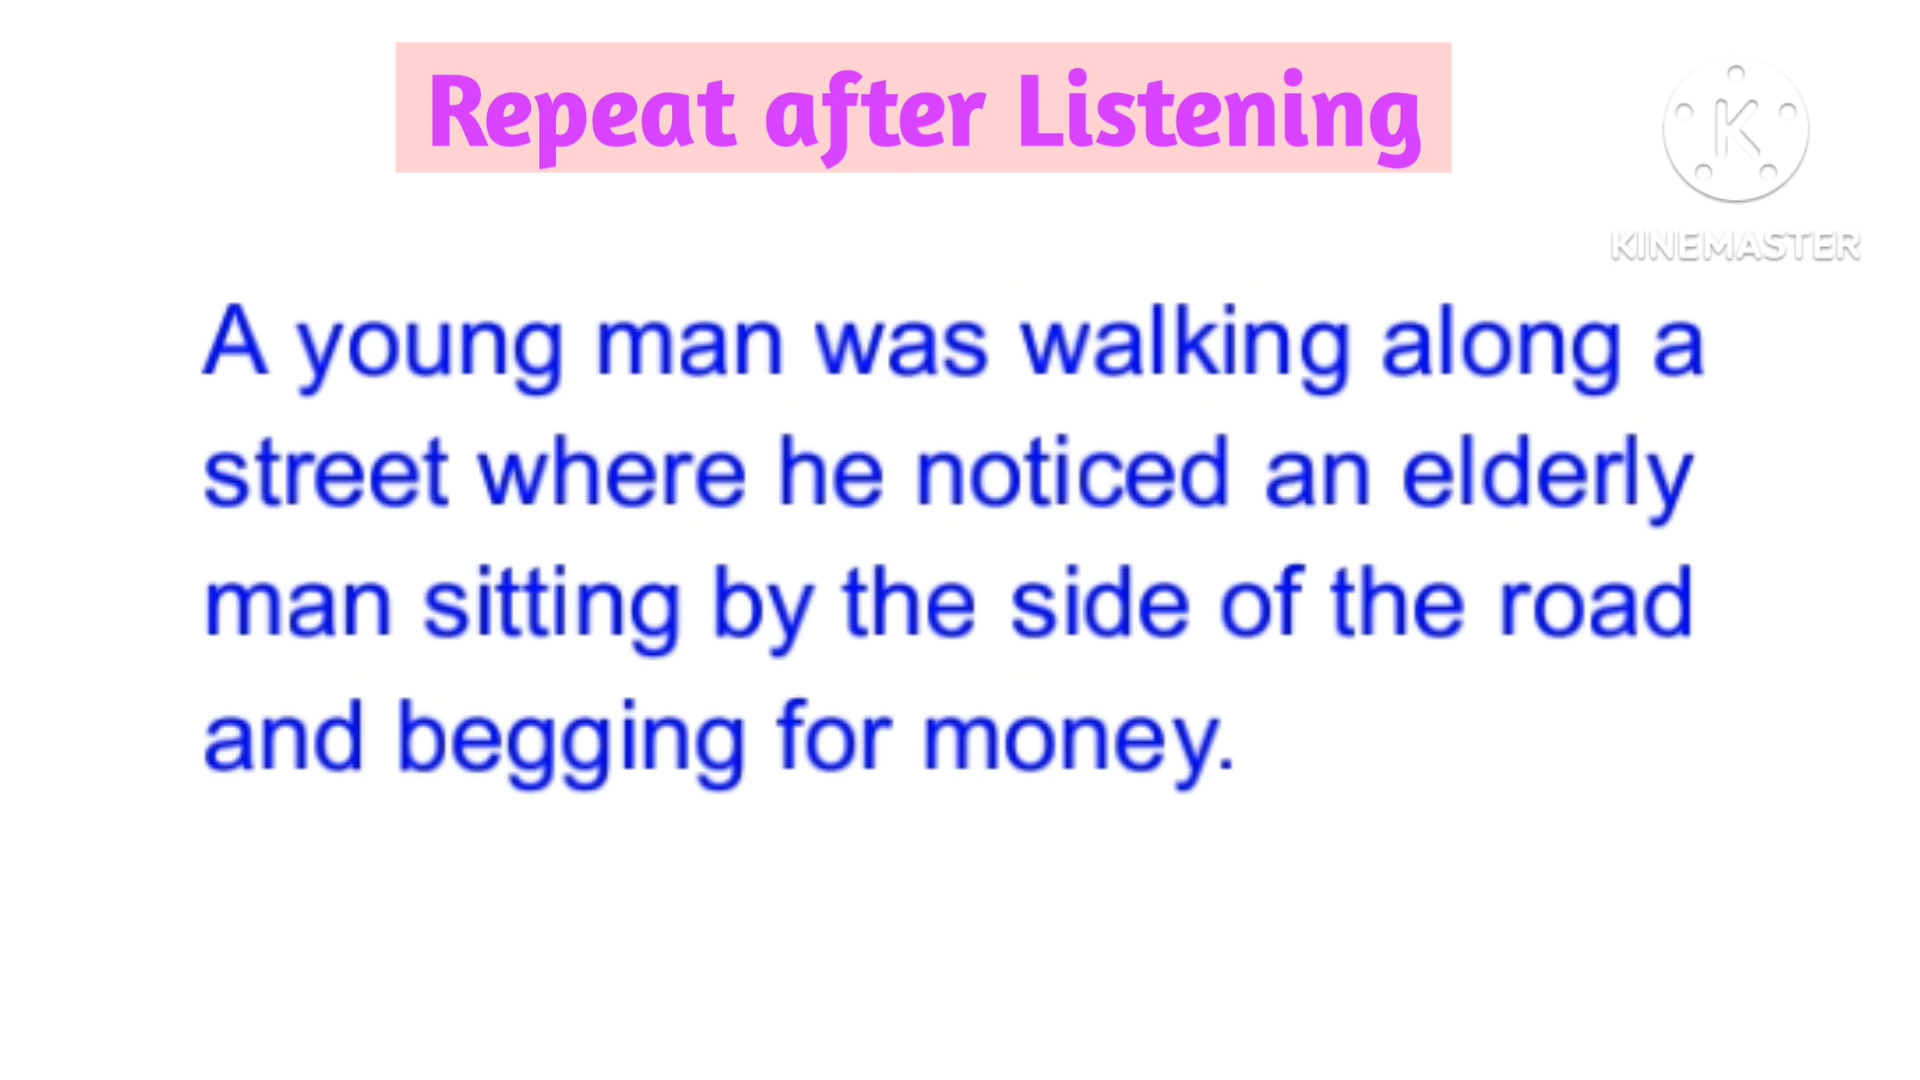 Repeat after Listening
K
KINEMASTER
A young man was walking along a
street where he noticed an elderly
man sitting by the side of the road
and begging for money.